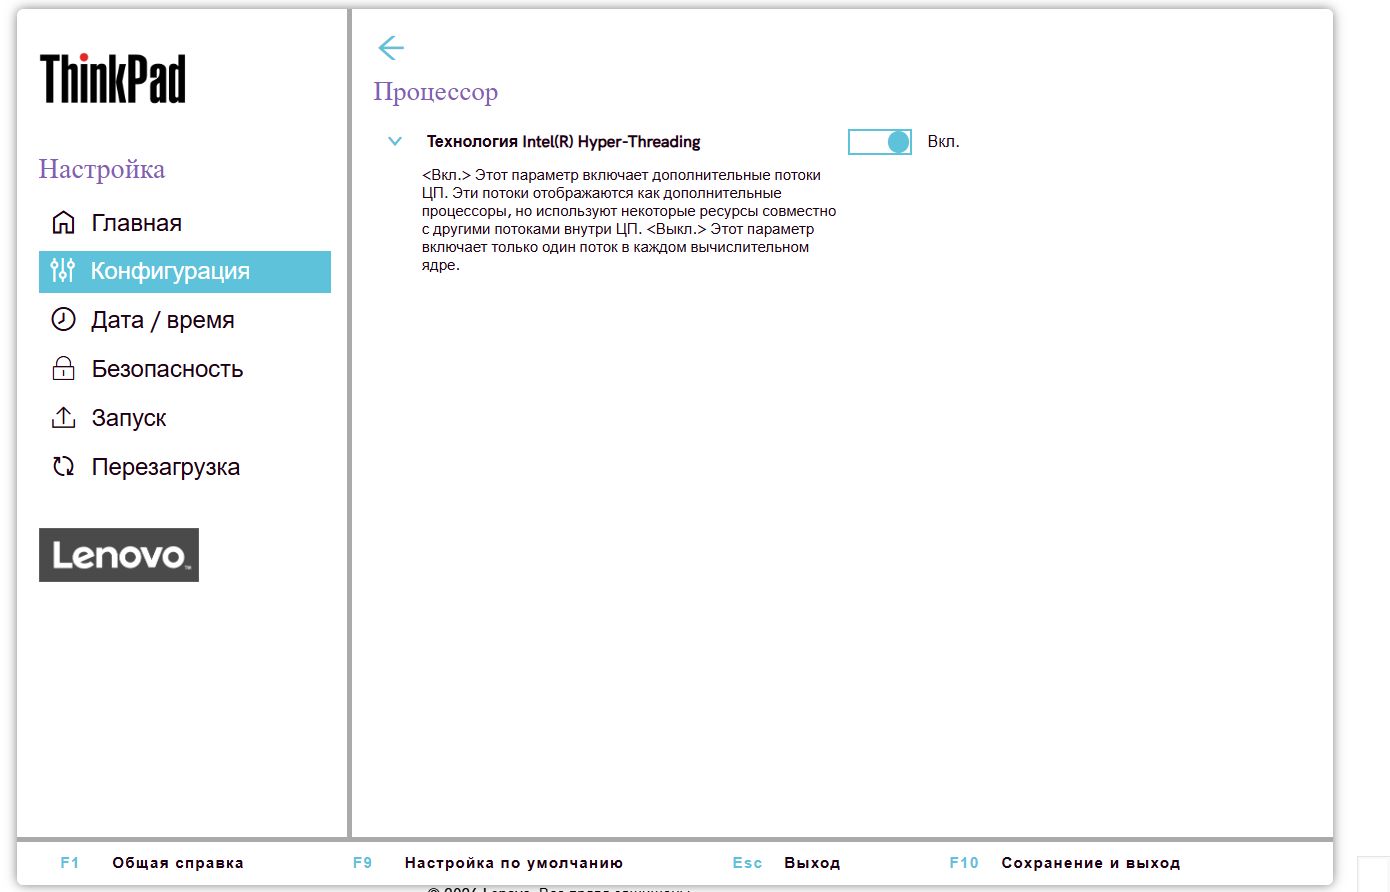 ThinkPad
Настройка
Главная
Конфигурация
Дата / время
Безопасность
Запуск
Перезагрузка
Lenovo™
Процессор
Технология Intel(R) Hyper-Threading
Вкл.
<Вкл.> Этот параметр включает дополнительные потоки
ЦП. Эти потоки отображаются как дополнительные
процессоры, но используют некоторые ресурсы совместно
с другими потоками внутри ЦП. <Выкл.> Этот параметр
включает только один поток в каждом вычислительном
ядре.
F1 Общая справка F9 Настройка по умолчанию Esc Выход F10 Сохранение и выход